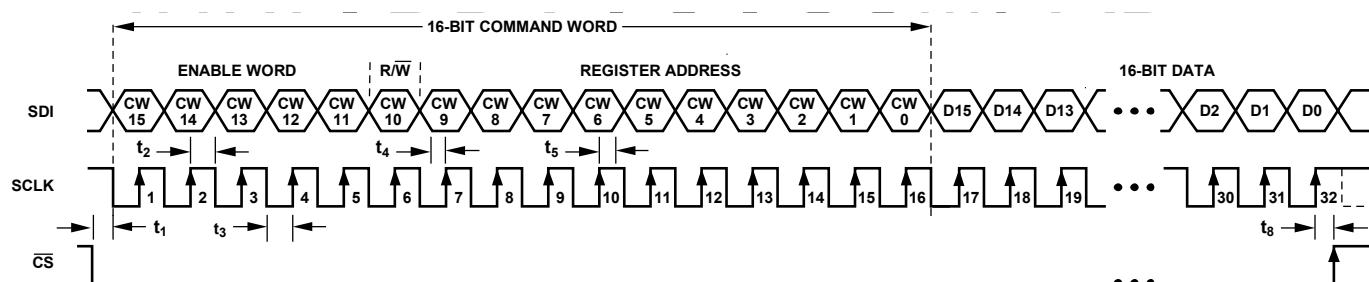 16-BIT COMMAND WORD
ENABLE WORD R/W̅ REGISTER ADDRESS 16-BIT DATA
SDI CW 15 CW 14 CW 13 CW 12 CW 11 CW 10 CW 9 CW 8 CW 7 CW 6 CW 5 CW 4 CW 3 CW 2 CW 1 CW 0 D15 D14 D13 ••• D2 D1 D0
t2 t4 t5
SCLK 1 2 3 4 5 6 7 8 9 10 11 12 13 14 15 16 17 18 19 ••• 30 31 32
t1 t3 t8
C̅S̅ •••